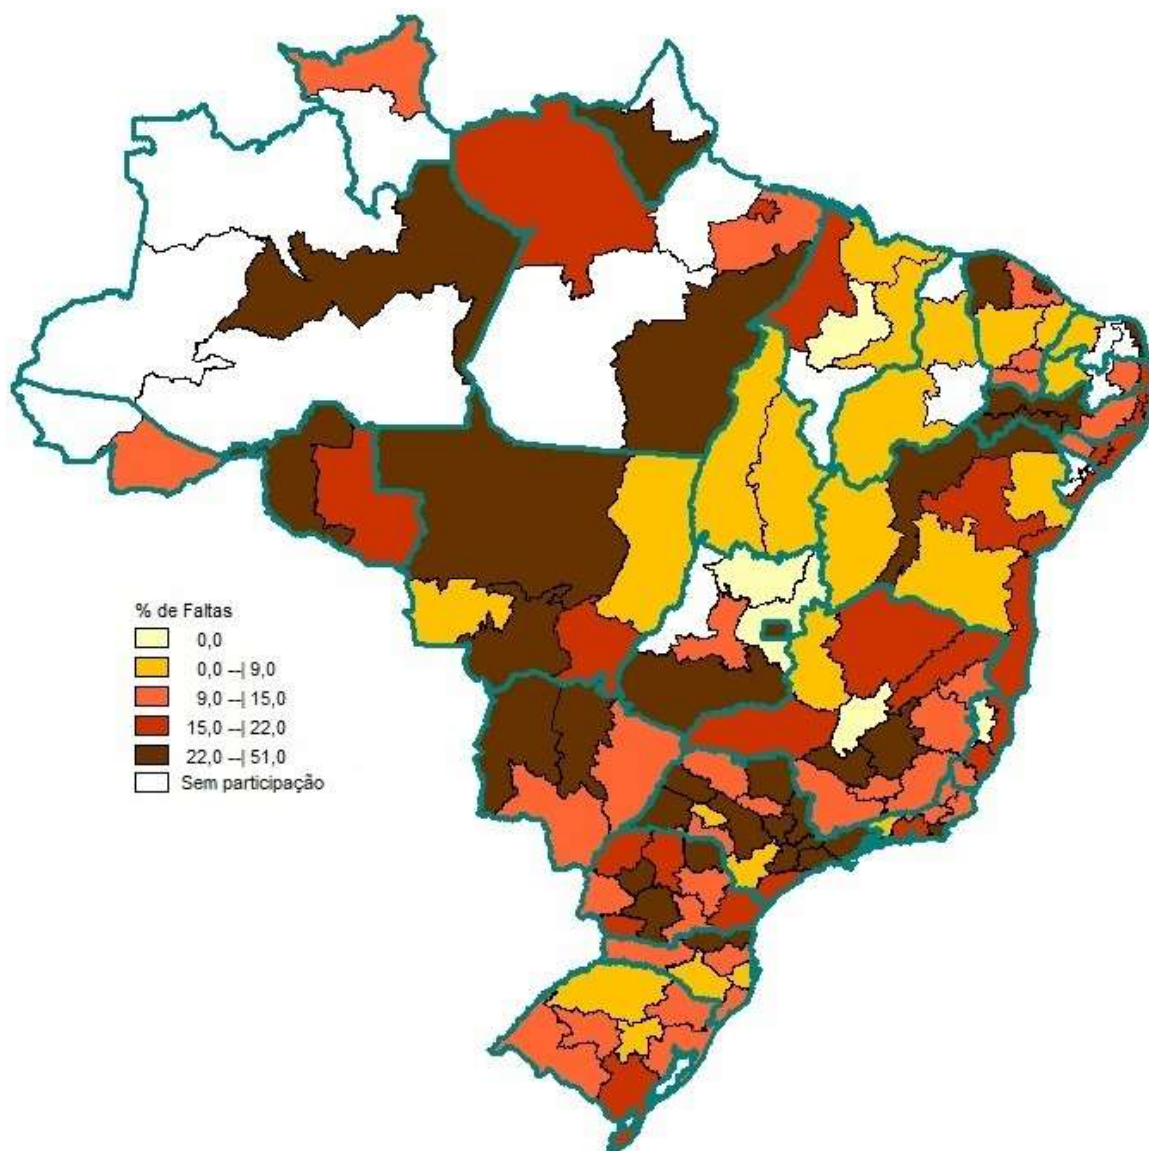 % de Faltas
0,0
0,0 --| 9,0
9,0 --| 15,0
15,0 --| 22,0
22,0 --| 51,0
Sem participação